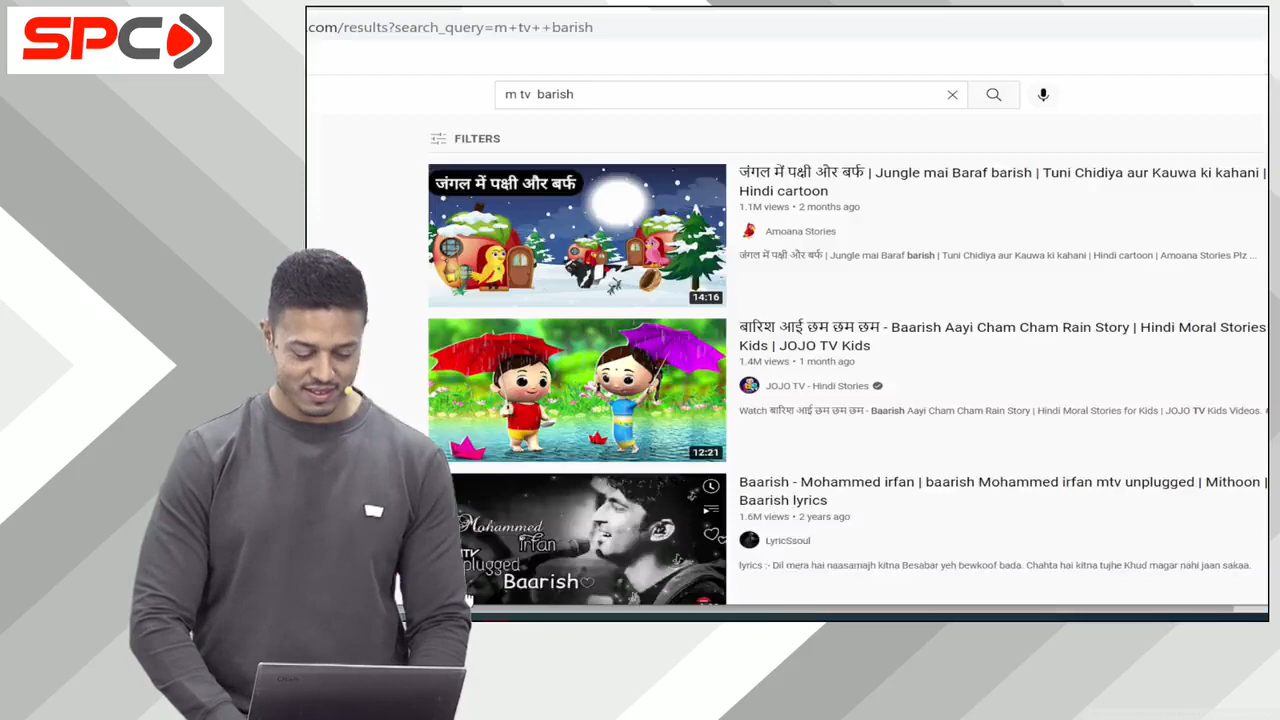 SPC
.com/results?search_query=m+tv++barish
m tv  barish
FILTERS
जंगल में पक्षी और बर्फ
14:16
जंगल में पक्षी और बर्फ | Jungle mai Baraf barish | Tuni Chidiya aur Kauwa ki kahani |
Hindi cartoon
1.1M views • 2 months ago
Amoana Stories
जंगल में पक्षी और बर्फ | Jungle mai Baraf barish | Tuni Chidiya aur Kauwa ki kahani | Hindi cartoon | Amoana Stories Plz ...
12:21
बारिश आई छम छम छम - Baarish Aayi Cham Cham Rain Story | Hindi Moral Stories
Kids | JOJO TV Kids
1.4M views • 1 month ago
JOJO TV - Hindi Stories
Watch बारिश आई छम छम छम - Baarish Aayi Cham Cham Rain Story | Hindi Moral Stories for Kids | JOJO TV Kids Videos.
Mohammed
irfan
plugged
Baarish
Baarish - Mohammed irfan | baarish Mohammed irfan mtv unplugged | Mithoon |
Baarish lyrics
1.6M views • 2 years ago
LyricSsoul
lyrics :- Dil mera hai naasamajh kitna Besabar yeh bewkoof bada. Chahta hai kitna tujhe Khud magar nahi jaan sakaa.